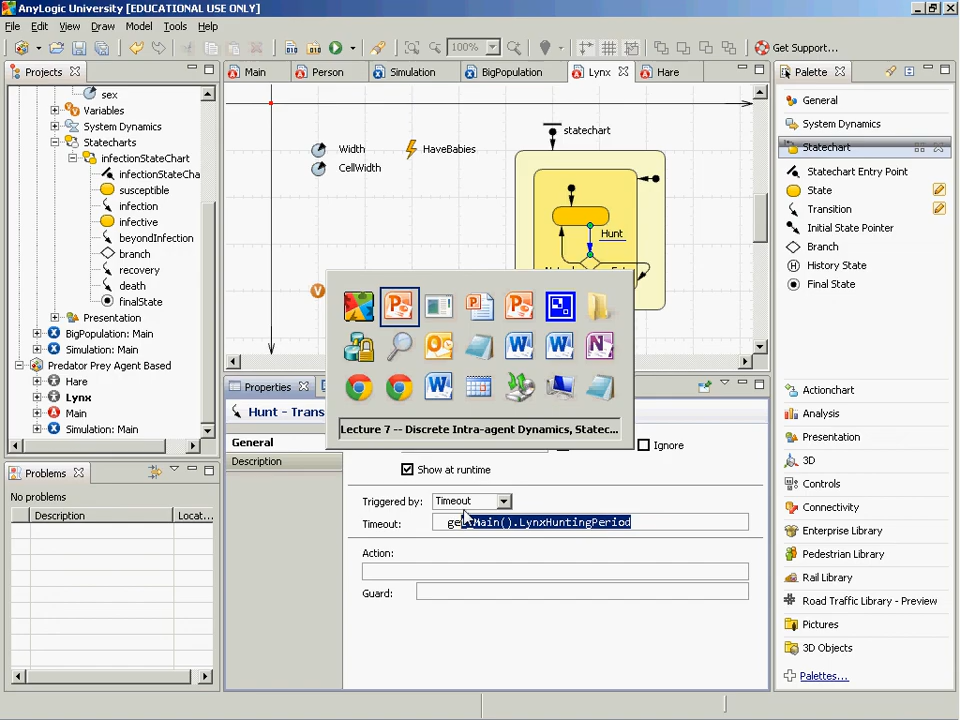 AnyLogic University [EDUCATIONAL USE ONLY]
File Edit View Draw Model Tools Help
100% Get Support...
Projects
Main Person Simulation BigPopulation Lynx Hare
Palette
sex
Variables
System Dynamics
Statecharts
infectionStateChart
infectionStateCha
susceptible
infection
infective
beyondInfection
branch
recovery
death
finalState
Presentation
BigPopulation: Main
Simulation: Main
Predator Prey Agent Based
Hare
Lynx
Main
Simulation: Main
Width
CellWidth
HaveBabies
statechart
Hunt
Lecture 7 -- Discrete Intra-agent Dynamics, Statec...
General
System Dynamics
Statechart
Statechart Entry Point
State
Transition
Initial State Pointer
Branch
History State
Final State
Actionchart
Analysis
Presentation
3D
Controls
Connectivity
Enterprise Library
Pedestrian Library
Rail Library
Road Traffic Library - Preview
Pictures
3D Objects
Palettes...
Problems
No problems
Description Locat...
Properties
Hunt - Trans
General
Description
Ignore
Show at runtime
Triggered by: Timeout
Timeout: get_Main().LynxHuntingPeriod
Action:
Guard: